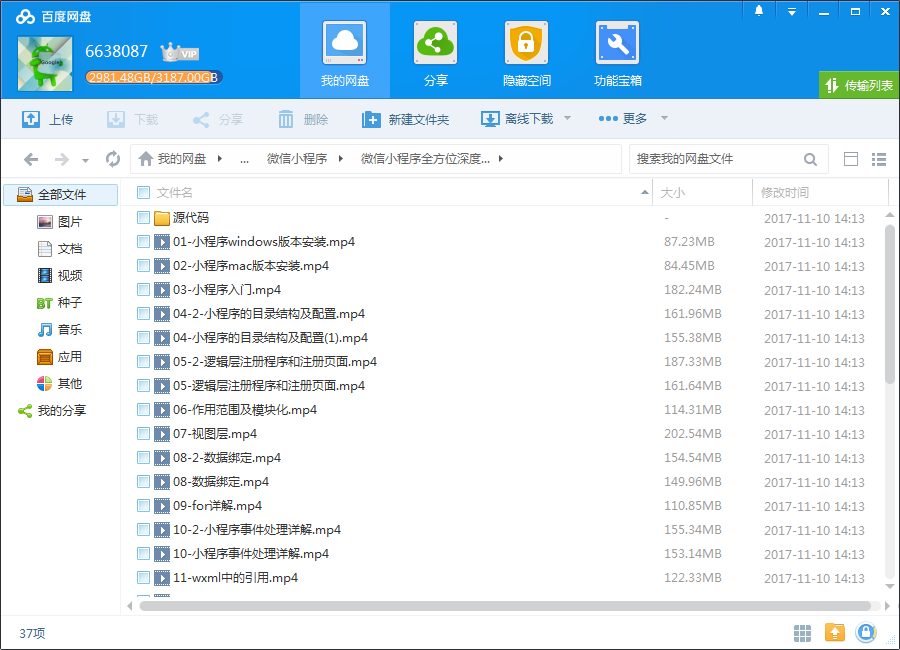 百度网盘
6638087 VIP
2981.48GB/3187.00GB
我的网盘 分享 隐藏空间 功能宝箱
传输列表
上传 下载 分享 删除 新建文件夹 离线下载 更多
我的网盘 ... 微信小程序 微信小程序全方位深度... 搜索我的网盘文件
全部文件
图片
文档
视频
BT 种子
音乐
应用
其他
我的分享
文件名 大小 修改时间
源代码 - 2017-11-10 14:13
01-小程序windows版本安装.mp4 87.23MB 2017-11-10 14:13
02-小程序mac版本安装.mp4 84.45MB 2017-11-10 14:13
03-小程序入门.mp4 182.24MB 2017-11-10 14:13
04-2-小程序的目录结构及配置.mp4 161.96MB 2017-11-10 14:13
04-小程序的目录结构及配置(1).mp4 155.38MB 2017-11-10 14:13
05-2-逻辑层注册程序和注册页面.mp4 187.33MB 2017-11-10 14:13
05-逻辑层注册程序和注册页面.mp4 161.64MB 2017-11-10 14:13
06-作用范围及模块化.mp4 114.31MB 2017-11-10 14:13
07-视图层.mp4 202.54MB 2017-11-10 14:13
08-2-数据绑定.mp4 154.54MB 2017-11-10 14:13
08-数据绑定.mp4 149.96MB 2017-11-10 14:13
09-for详解.mp4 110.85MB 2017-11-10 14:13
10-2-小程序事件处理详解.mp4 155.34MB 2017-11-10 14:13
10-小程序事件处理详解.mp4 153.14MB 2017-11-10 14:13
11-wxml中的引用.mp4 122.33MB 2017-11-10 14:13
37项